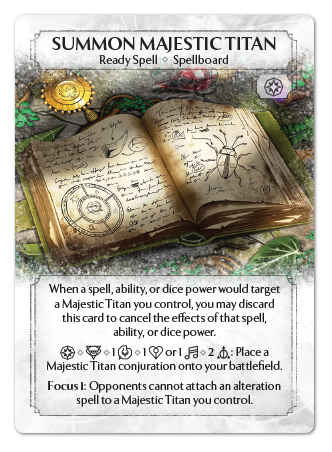 SUMMON MAJESTIC TITAN
Ready Spell ◇ Spellboard
When a spell, ability, or dice power would target
a Majestic Titan you control, you may discard
this card to cancel the effects of that spell,
ability, or dice power.
◇ ◇ 1 ◇ 1 or 1 ◇ 2 : Place a
Majestic Titan conjuration onto your battlefield.
Focus 1: Opponents cannot attach an alteration
spell to a Majestic Titan you control.